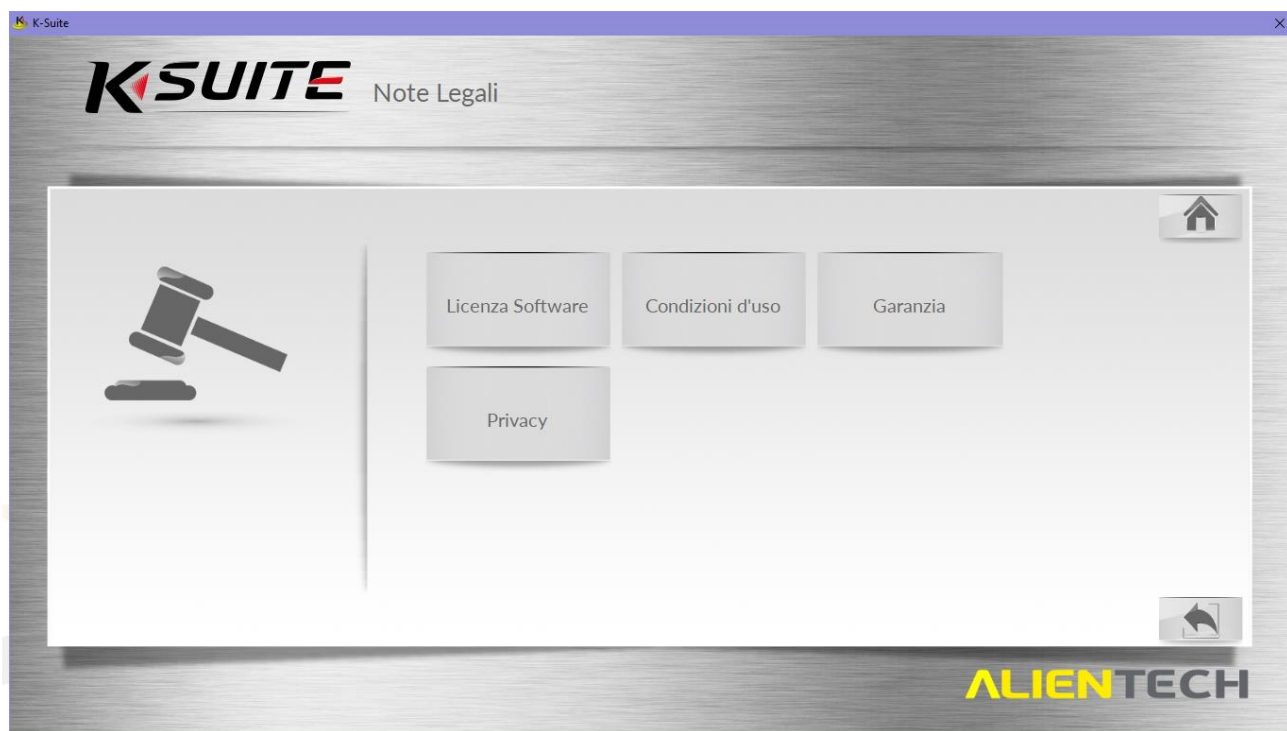 K-Suite
KSUITE Note Legali
Licenza Software Condizioni d'uso Garanzia
Privacy
ALIENTECH